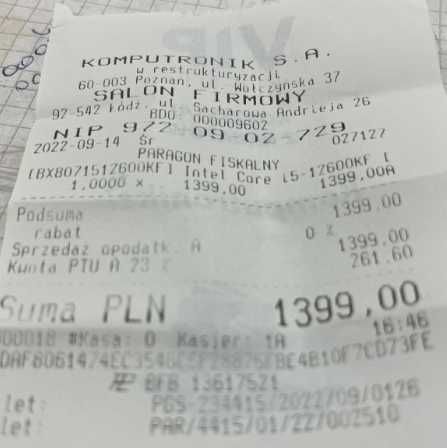 KOMPUTRONIK S.A.
w restrukturyzacji
60-003 Poznań, ul. Wołczyńska 37
SALON FIRMOWY
92-542 Łódź, ul. Sacharowa Andrieja 26
BDO 000009602
NIP 972-09-02-729
2022-09-14 Śr 027127
PARAGON FISKALNY
[BX8071512600KF] Intel Core i5-12600KF [
1,0000 x 1399,00 1399,00A
Podsuma 1399.00
rabat 0 %
Sprzedaż opodatk. A 1399.00
Kwota PTU A 23 % 261.60
Suma PLN 1399,00
00018 #Kasa: 0 Kasjer: 1A 16:46
BFB 13617521
let: PGS-234415/2022/09/0126
let: PAR/4415/01/22/002510